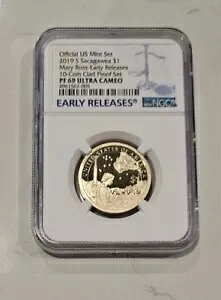 Official US Mint Set
2019 S Sacagawea $1
Mary Ross-Early Releases
10-Coin Clad Proof Set
PF 69 ULTRA CAMEO
EARLY RELEASES
NGC
UNITED STATES OF AMERICA